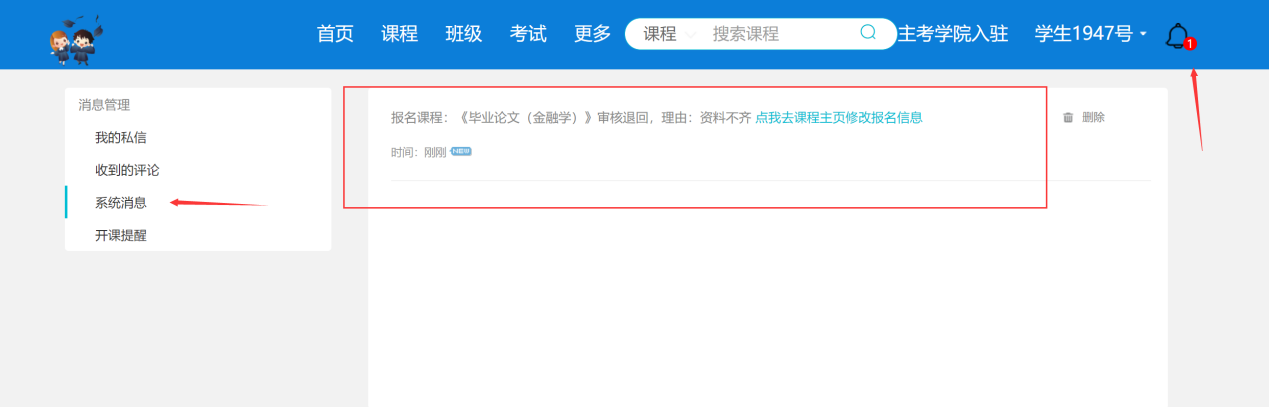 首页 课程 班级 考试 更多 课程 搜索课程 主考学院入驻 学生1947号 1
消息管理
我的私信
收到的评论
系统消息
开课提醒
报名课程：《毕业论文（金融学）》审核退回，理由：资料不齐 点我去课程主页修改报名信息 删除
时间：刚刚 NEW